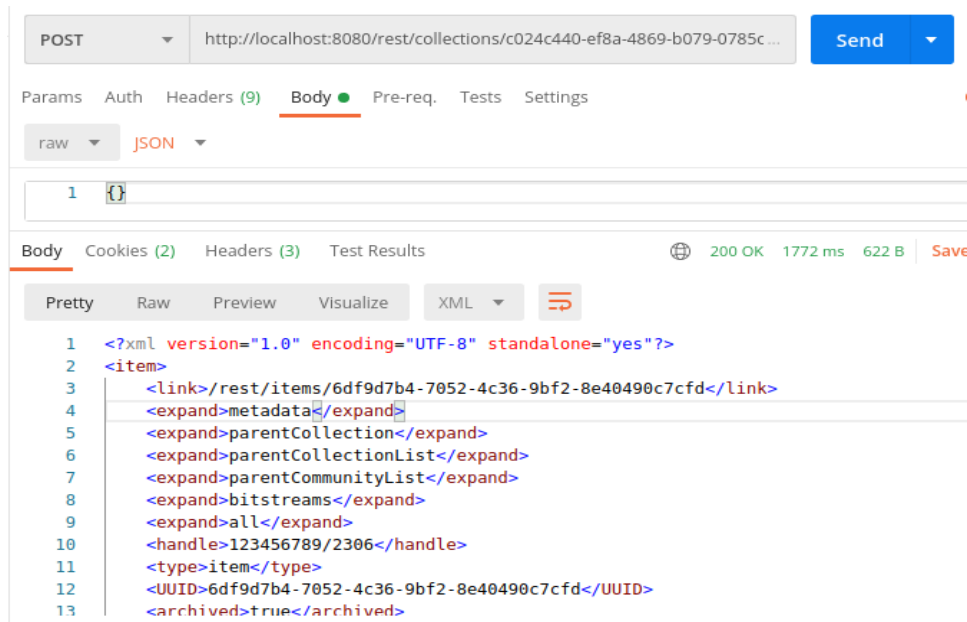 POST http://localhost:8080/rest/collections/c024c440-ef8a-4869-b079-0785c... Send
Params Auth Headers (9) Body Pre-req. Tests Settings
raw JSON
1 {}
Body Cookies (2) Headers (3) Test Results 200 OK 1772 ms 622 B Save
Pretty Raw Preview Visualize XML
1 <?xml version="1.0" encoding="UTF-8" standalone="yes"?>
2 <item>
3 <link>/rest/items/6df9d7b4-7052-4c36-9bf2-8e40490c7cfd</link>
4 <expand>metadata</expand>
5 <expand>parentCollection</expand>
6 <expand>parentCollectionList</expand>
7 <expand>parentCommunityList</expand>
8 <expand>bitstreams</expand>
9 <expand>all</expand>
10 <handle>123456789/2306</handle>
11 <type>item</type>
12 <UUID>6df9d7b4-7052-4c36-9bf2-8e40490c7cfd</UUID>
13 <archived>true</archived>